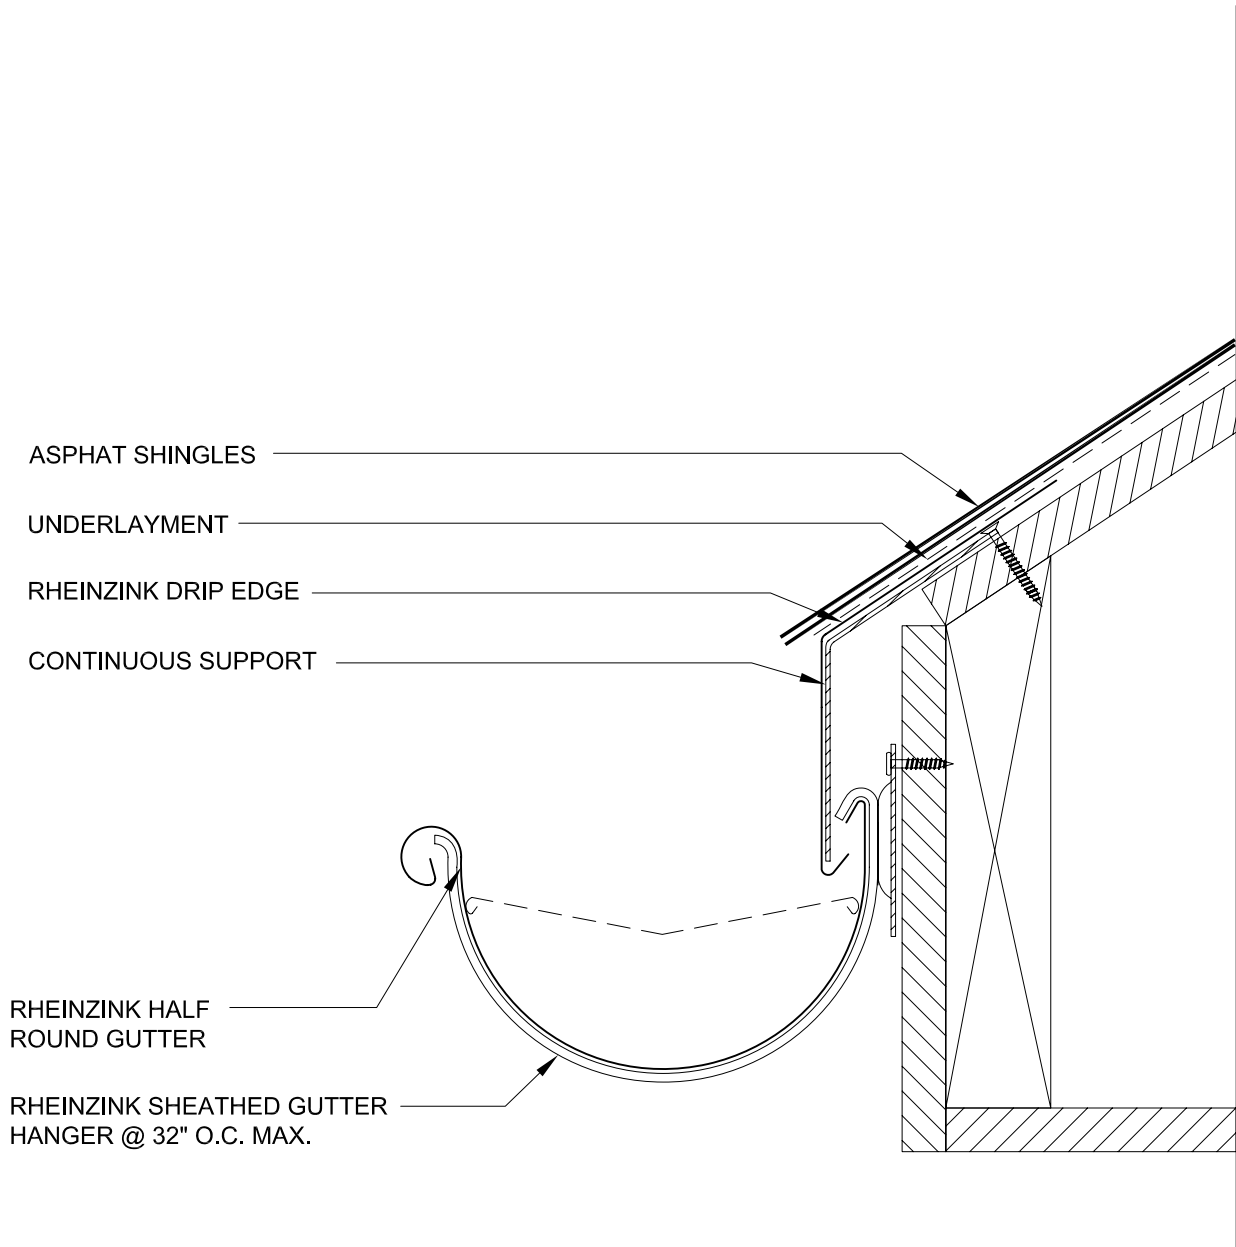 ASPHAT SHINGLES
UNDERLAYMENT
RHEINZINK DRIP EDGE
CONTINUOUS SUPPORT
RHEINZINK HALF
ROUND GUTTER
RHEINZINK SHEATHED GUTTER
HANGER @ 32" O.C. MAX.